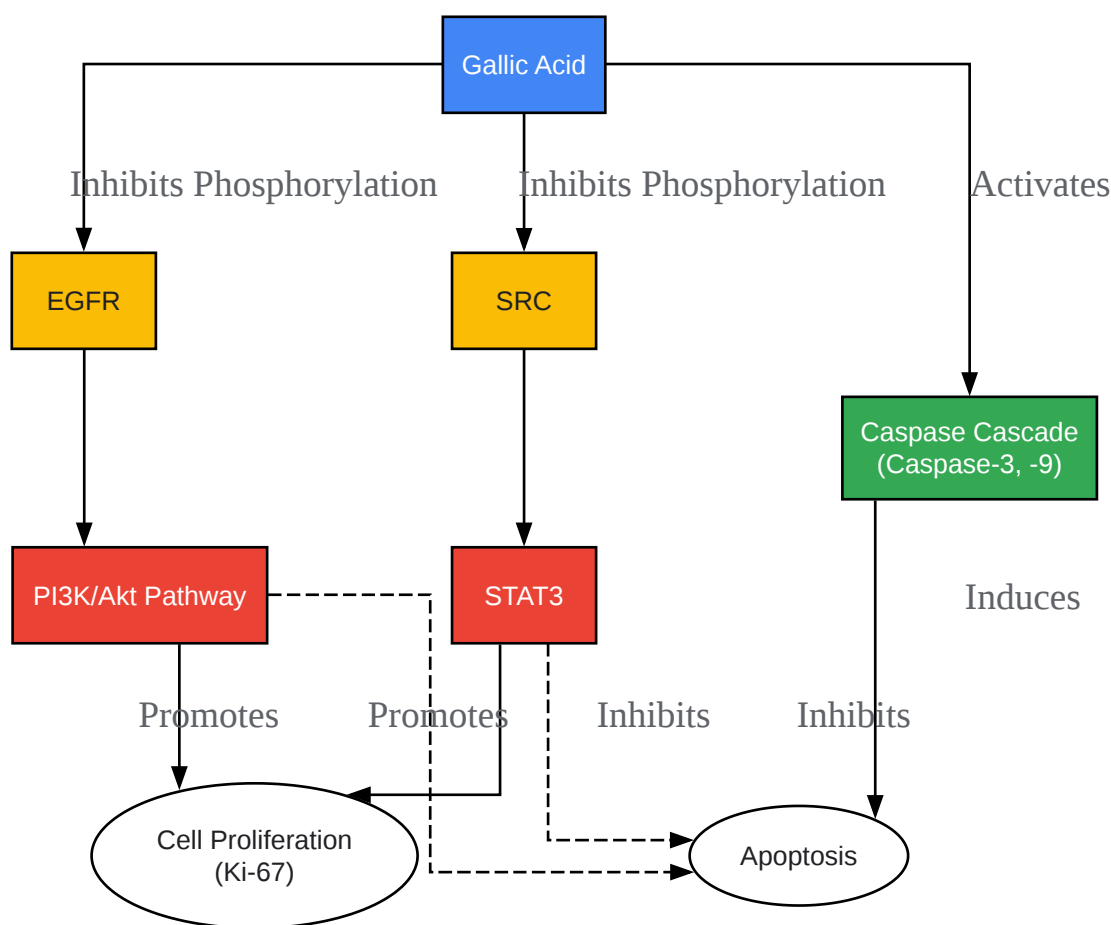 Gallic Acid
Inhibits Phosphorylation
Inhibits Phosphorylation
Activates
EGFR
SRC
Caspase Cascade
(Caspase-3, -9)
PI3K/Akt Pathway
STAT3
Induces
Promotes
Promotes
Inhibits
Inhibits
Cell Proliferation
(Ki-67)
Apoptosis